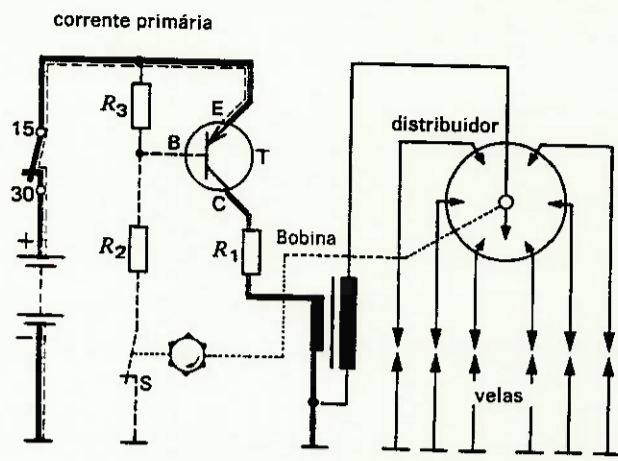 corrente primária
R3
E
15
B
T
distribuidor
30
C
+
R2
R1
Bobina
−
S
velas